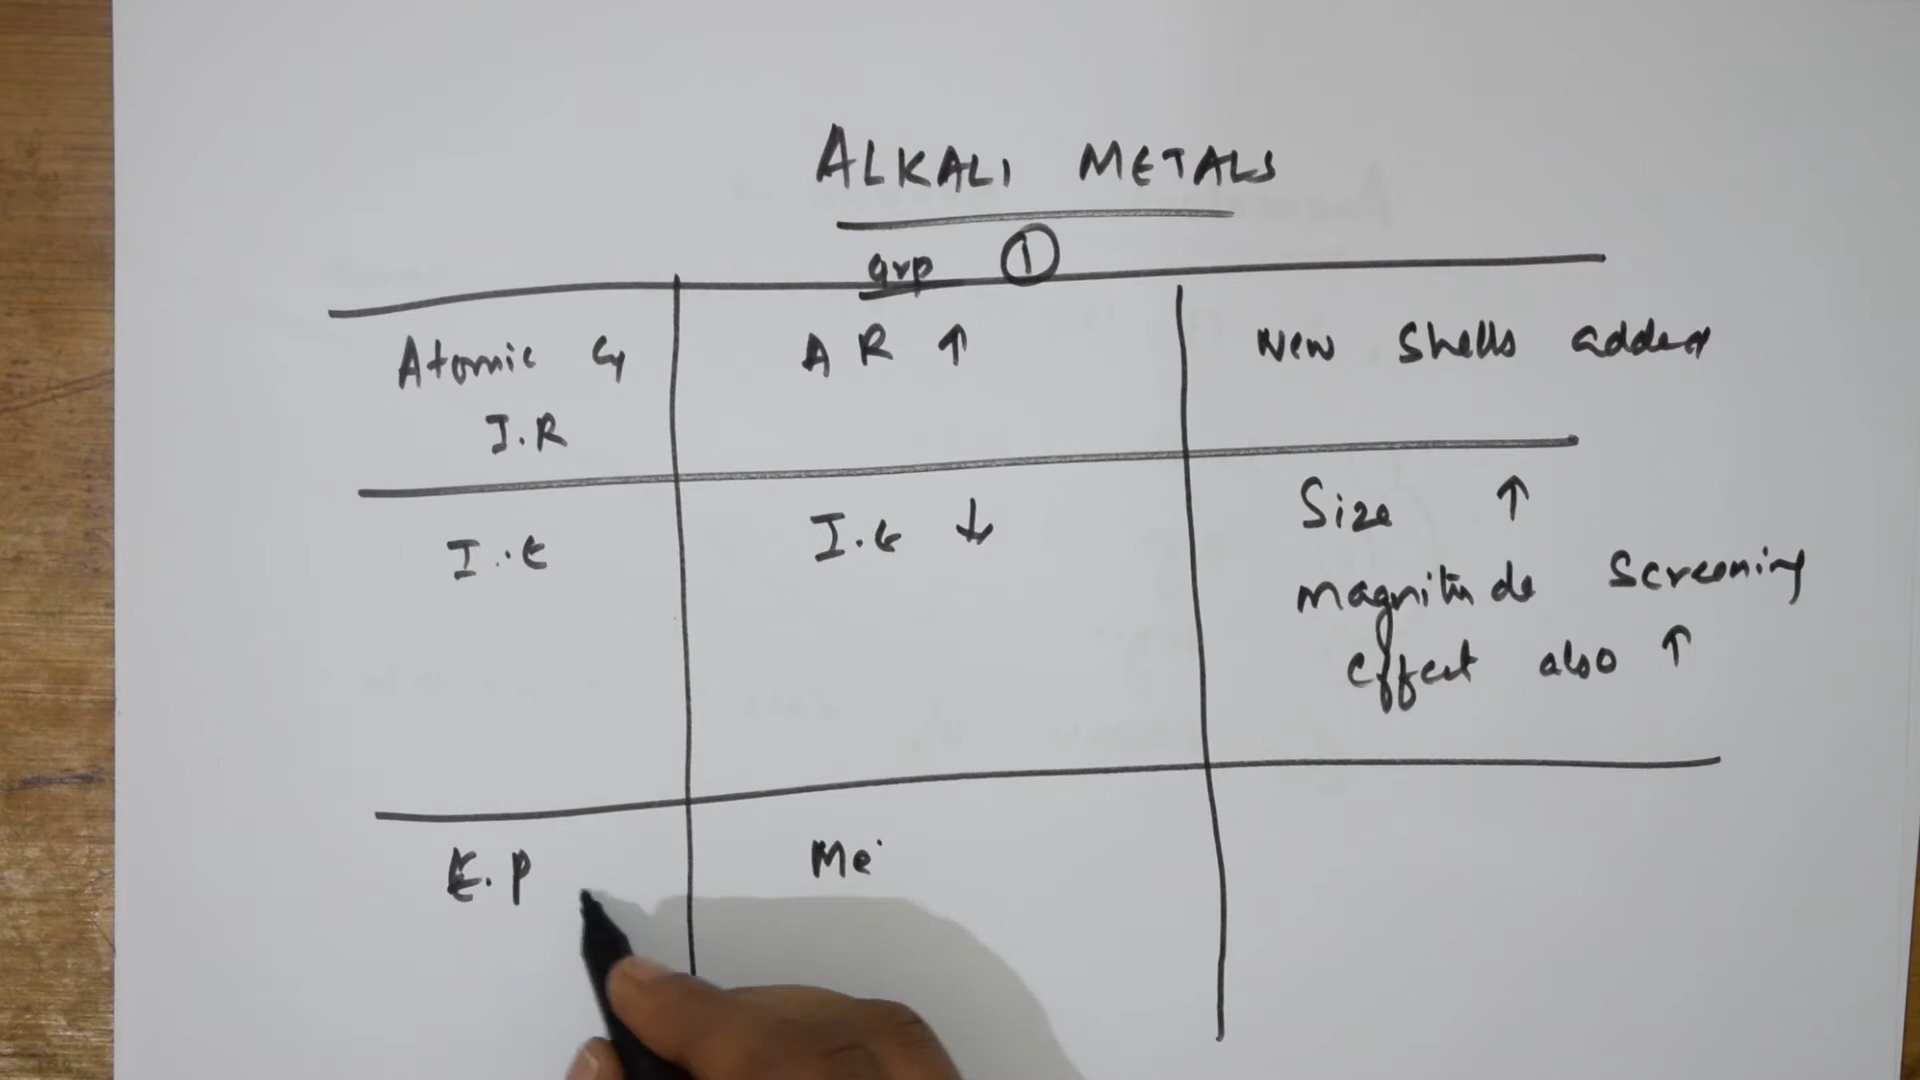 ALKALI METALS
grp ①
Atomic &
I.R
A R ↑
New shells added
I.E
I.E ↓
Size ↑
magnitude screening
effect also ↑
E.P
Me